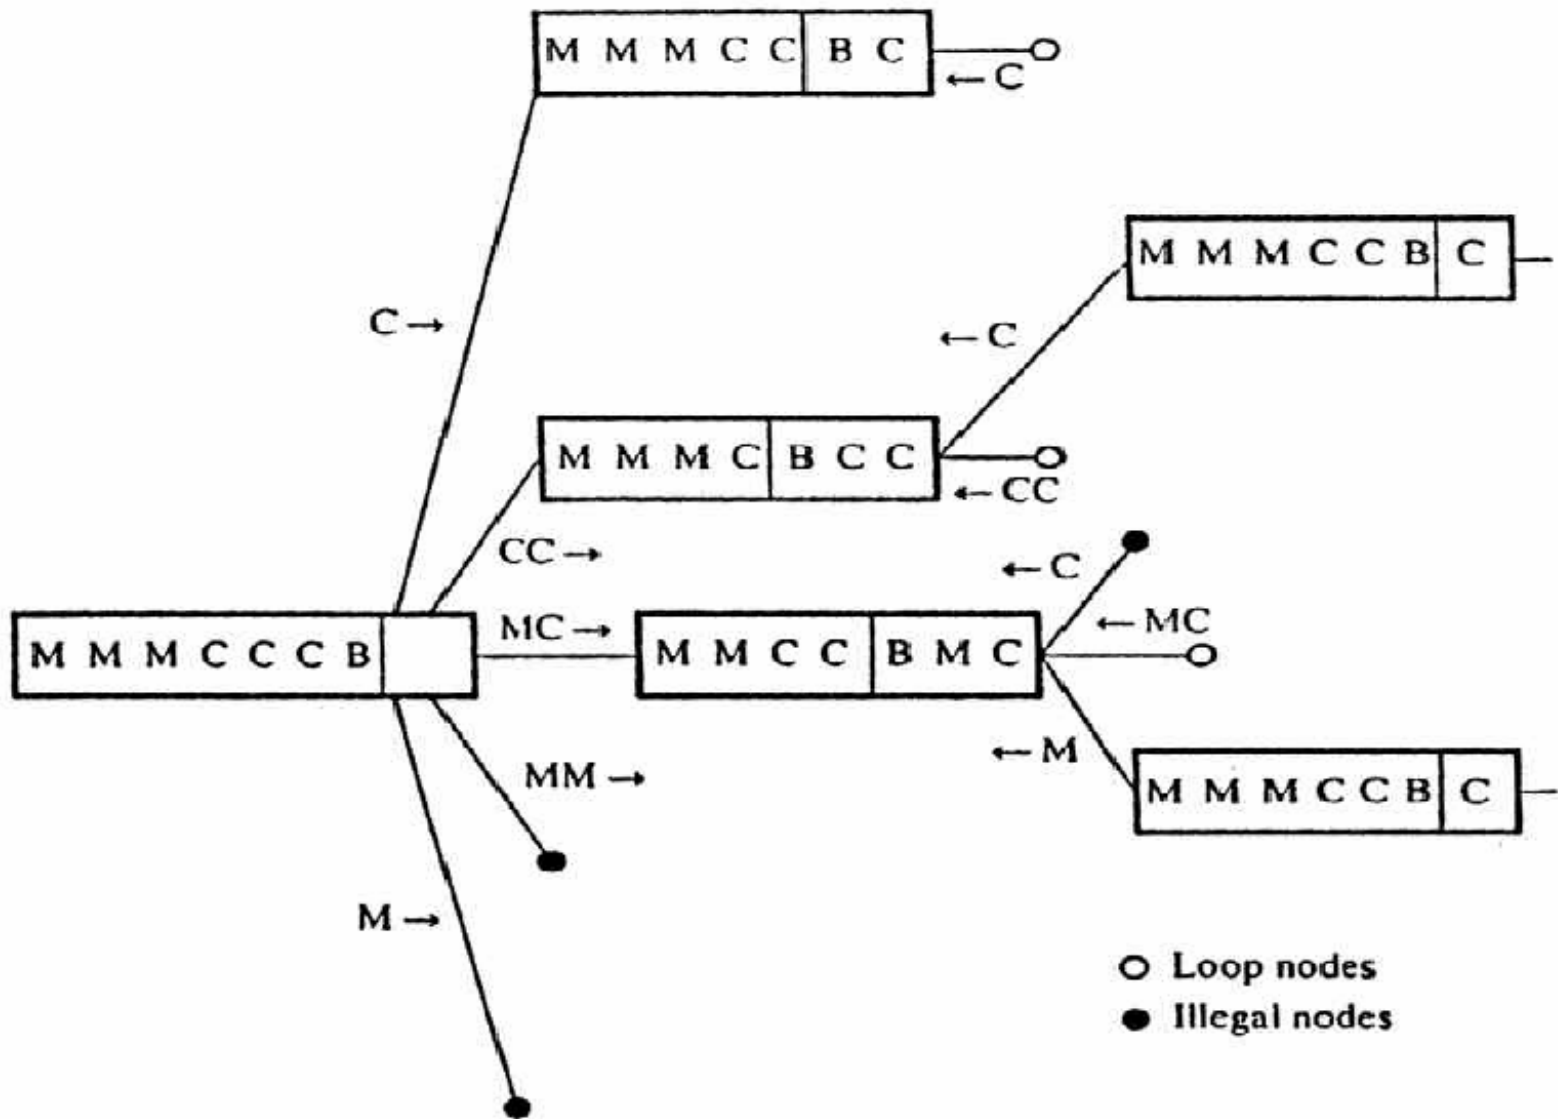 M M M C C B C
← C
M M M C C B C
C →
← C
M M M C B C C
← CC
CC →
← C
MC →
← MC
M M M C C C B
M M C C B M C
← M
MM →
M M M C C B C
M →
Loop nodes
Illegal nodes